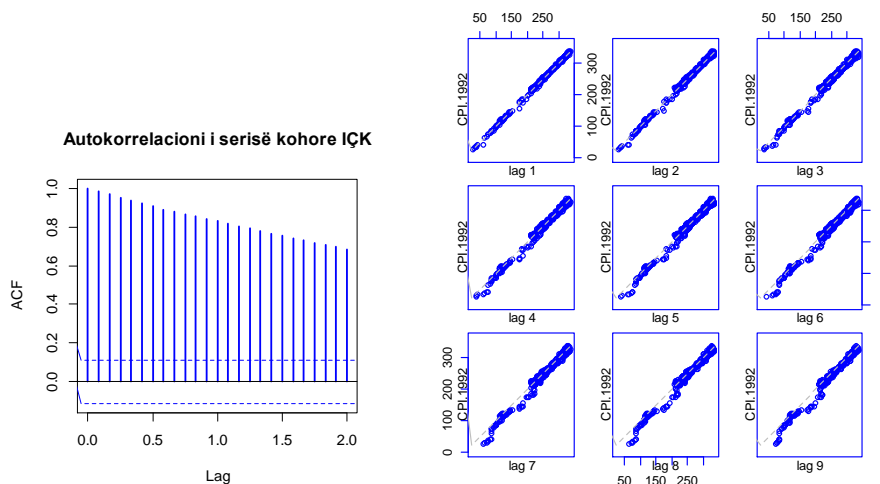 Autokorrelacioni i serisë kohore IÇK
ACF
1.0
0.8
0.6
0.4
0.2
0.0
0.0 0.5 1.0 1.5 2.0
Lag
50 150 250
50 150 250
CPI.1992
CPI.1992
CPI.1992
300
200
100
0
lag 1
lag 2
lag 3
CPI.1992
CPI.1992
CPI.1992
lag 4
lag 5
lag 6
300
200
100
0
CPI.1992
CPI.1992
CPI.1992
lag 7
lag 8
lag 9
50 150 250